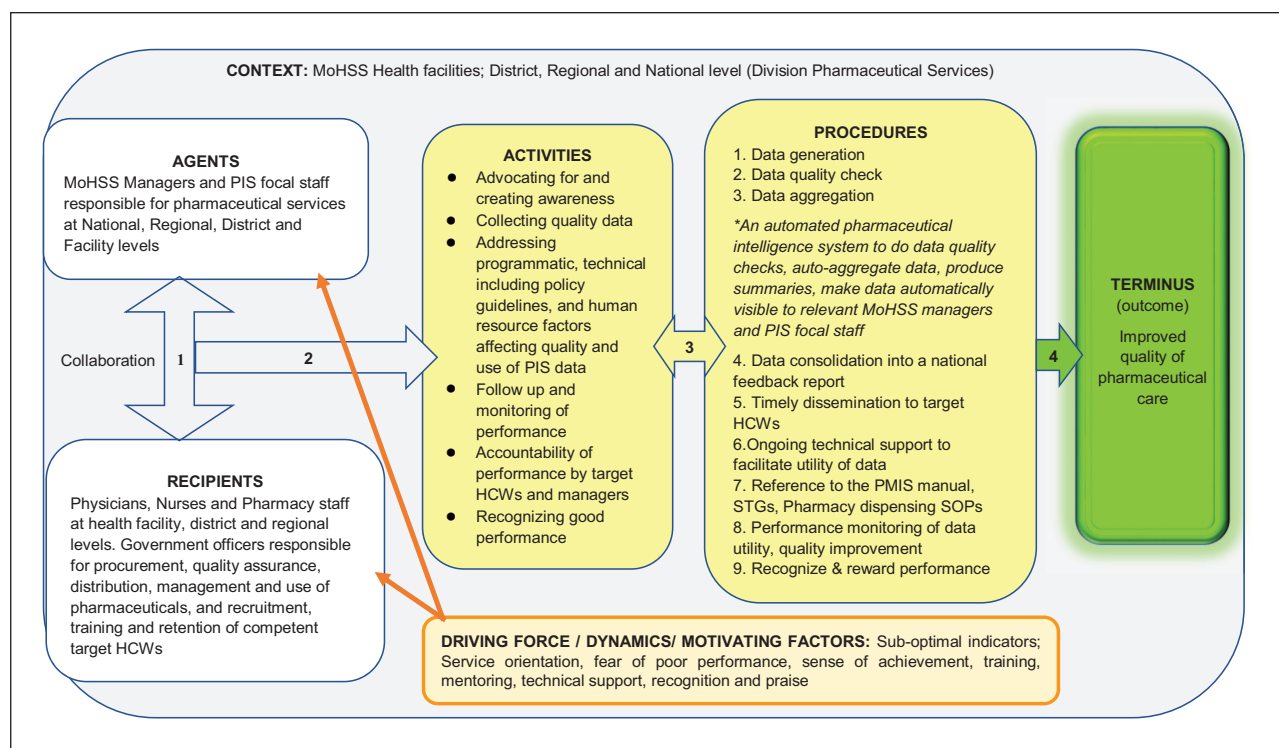 CONTEXT: MoHSS Health facilities; District, Regional and National level (Division Pharmaceutical Services)
AGENTS
MoHSS Managers and PIS focal staff
responsible for pharmaceutical services
at National, Regional, District and
Facility levels
Collaboration
1
2
RECIPIENTS
Physicians, Nurses and Pharmacy staff
at health facility, district and regional
levels. Government officers responsible
for procurement, quality assurance,
distribution, management and use of
pharmaceuticals, and recruitment,
training and retention of competent
target HCWs
ACTIVITIES
● Advocating for and
creating awareness
● Collecting quality data
● Addressing
programmatic, technical
including policy
guidelines, and human
resource factors
affecting quality and
use of PIS data
● Follow up and
monitoring of
performance
● Accountability of
performance by target
HCWs and managers
● Recognizing good
performance
3
PROCEDURES
1. Data generation
2. Data quality check
3. Data aggregation
*An automated pharmaceutical
intelligence system to do data quality
checks, auto-aggregate data, produce
summaries, make data automatically
visible to relevant MoHSS managers
and PIS focal staff
4. Data consolidation into a national
feedback report
5. Timely dissemination to target
HCWs
6.Ongoing technical support to
facilitate utility of data
7. Reference to the PMIS manual,
STGs, Pharmacy dispensing SOPs
8. Performance monitoring of data
utility, quality improvement
9. Recognize & reward performance
4
TERMINUS
(outcome)
Improved
quality of
pharmaceutical
care
DRIVING FORCE / DYNAMICS/ MOTIVATING FACTORS: Sub-optimal indicators;
Service orientation, fear of poor performance, sense of achievement, training,
mentoring, technical support, recognition and praise